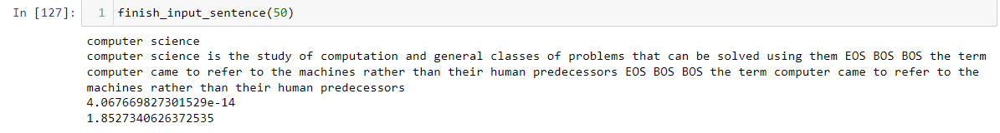 In [127]: 1 finish_input_sentence(50)
computer science
computer science is the study of computation and general classes of problems that can be solved using them EOS BOS BOS the term
computer came to refer to the machines rather than their human predecessors EOS BOS BOS the term computer came to refer to the
machines rather than their human predecessors
4.067669827301529e-14
1.8527340626372535